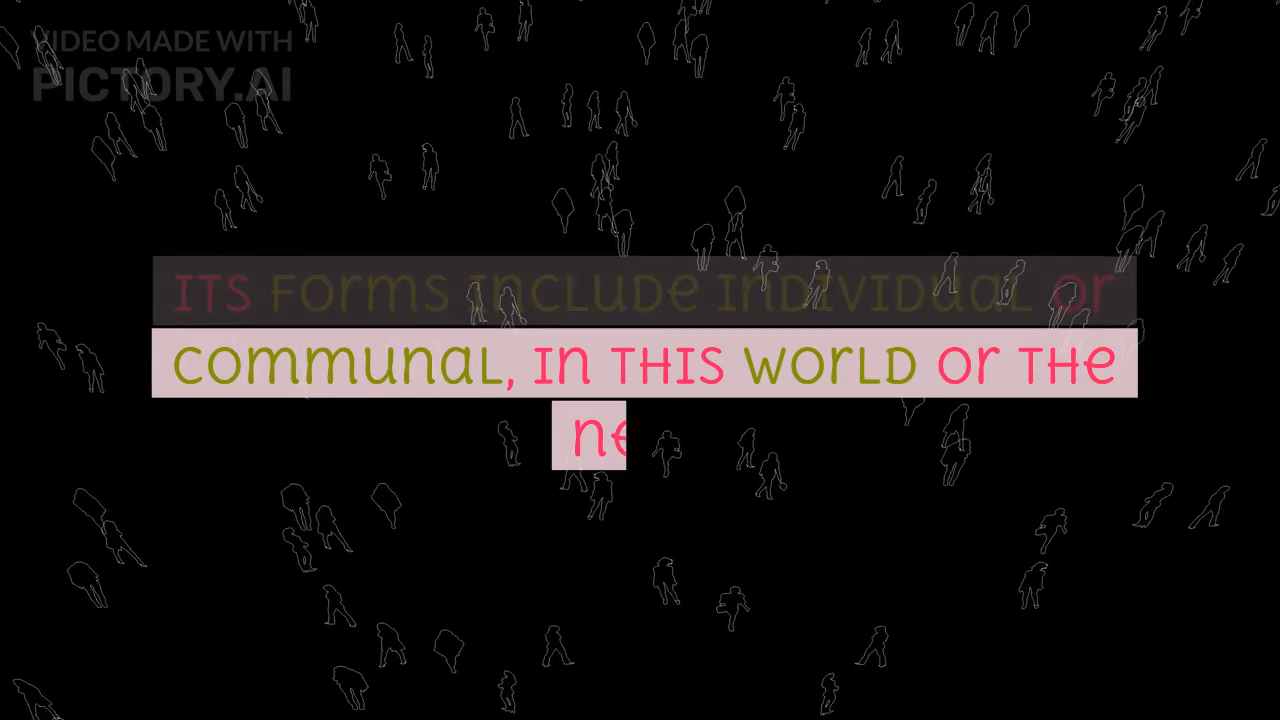 VIDEO MADE WITH
PICTORY.AI
ITS FORMS INCLUDE INDIVIDUAL OR
COMMUNAL, IN THIS WORLD OR THE
NE